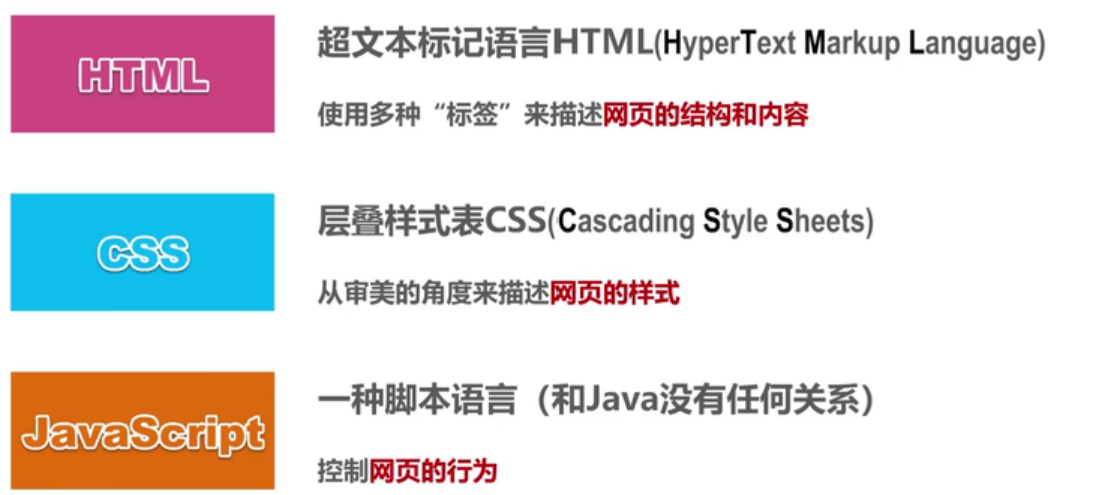 HTML
超文本标记语言HTML(HyperText Markup Language)
使用多种“标签”来描述网页的结构和内容
CSS
层叠样式表CSS(Cascading Style Sheets)
从审美的角度来描述网页的样式
JavaScript
一种脚本语言（和Java没有任何关系）
控制网页的行为